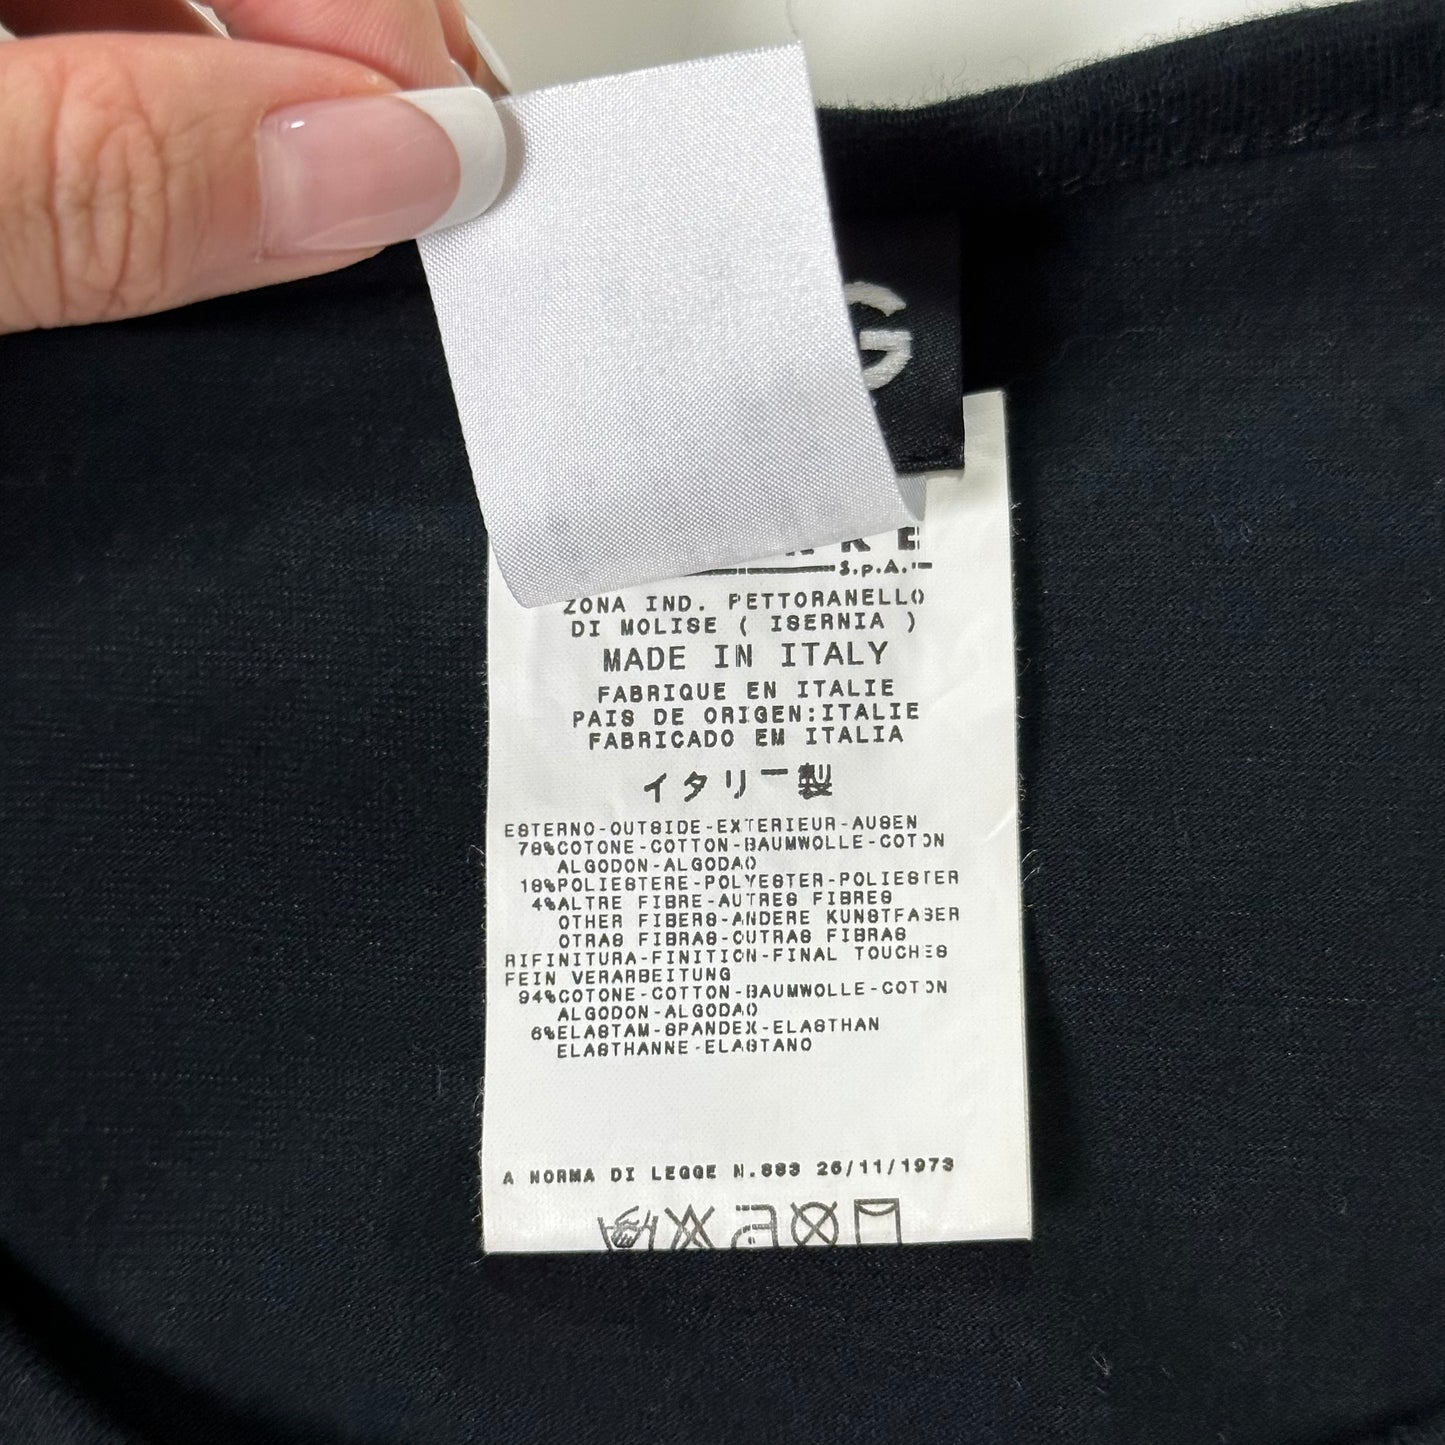 G
S.p.A.
ZONA IND. PETTORANELLO
DI MOLISE ( ISERNIA )
MADE IN ITALY
FABRIQUE EN ITALIE
PAIS DE ORIGEN:ITALIE
FABRICADO EM ITALIA
イタリー製
ESTERNO-OUTSIDE-EXTERIEUR-AUSEN
78%COTONE-COTTON-BAUMWOLLE-COTON
ALGODON-ALGODAO
18%POLIESTERE-POLYESTER-POLIESTER
4%ALTRE FIBRE-AUTRES FIBRES
OTHER FIBERS-ANDERE KUNSTFASER
OTRAS FIBRAS-OUTRAS FIBRAS
RIFINITURA-FINITION-FINAL TOUCHES
FEIN VERARBEITUNG
94%COTONE-COTTON-BAUMWOLLE-COTON
ALGODON-ALGODAO
6%ELASTAM-SPANDEX-ELASTHAN
ELASTHANNE-ELASTANO
A NORMA DI LEGGE N.883 26/11/1973